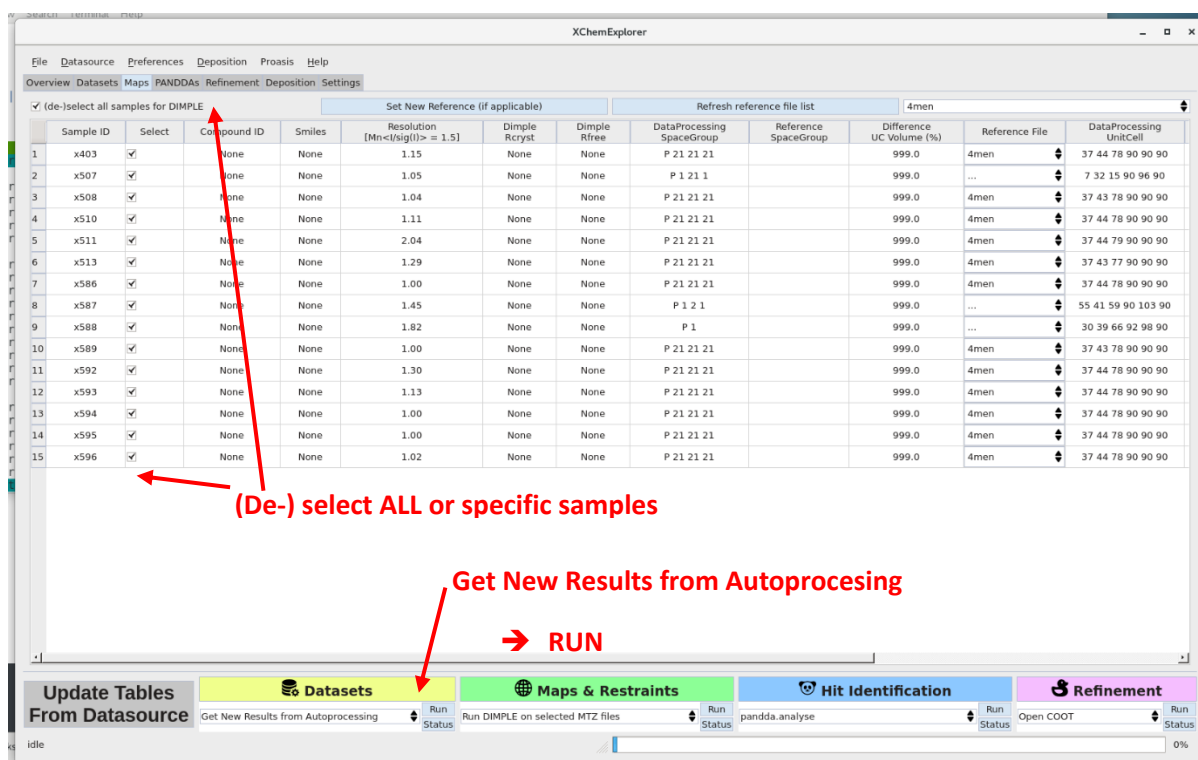 Search Terminal Help
XChemExplorer
File Datasource Preferences Deposition Proasis Help
Overview Datasets Maps PANDDAs Refinement Deposition Settings
(de-)select all samples for DIMPLE Set New Reference (if applicable) Refresh reference file list 4men
Sample ID Select Compound ID Smiles Resolution [Mn<I/sig(I)> = 1.5] Dimple Rcryst Dimple Rfree DataProcessing SpaceGroup Reference SpaceGroup Difference UC Volume (%) Reference File DataProcessing UnitCell
1 x403 None None 1.15 None None P 21 21 21 999.0 4men 37 44 78 90 90 90
2 x507 None None 1.05 None None P 1 21 1 999.0 ... 7 32 15 90 96 90
3 x508 None None 1.04 None None P 21 21 21 999.0 4men 37 43 78 90 90 90
4 x510 None None 1.11 None None P 21 21 21 999.0 4men 37 44 78 90 90 90
5 x511 None None 2.04 None None P 21 21 21 999.0 4men 37 44 79 90 90 90
6 x513 None None 1.29 None None P 21 21 21 999.0 4men 37 43 77 90 90 90
7 x586 None None 1.00 None None P 21 21 21 999.0 4men 37 44 78 90 90 90
8 x587 None None 1.45 None None P 1 2 1 999.0 ... 55 41 59 90 103 90
9 x588 None None 1.82 None None P 1 999.0 ... 30 39 66 92 98 90
10 x589 None None 1.00 None None P 21 21 21 999.0 4men 37 43 78 90 90 90
11 x592 None None 1.30 None None P 21 21 21 999.0 4men 37 44 78 90 90 90
12 x593 None None 1.13 None None P 21 21 21 999.0 4men 37 44 78 90 90 90
13 x594 None None 1.00 None None P 21 21 21 999.0 4men 37 44 78 90 90 90
14 x595 None None 1.00 None None P 21 21 21 999.0 4men 37 44 78 90 90 90
15 x596 None None 1.02 None None P 21 21 21 999.0 4men 37 44 78 90 90 90
(De-) select ALL or specific samples
Get New Results from Autoprocesing
➔ RUN
Update Tables From Datasource
Datasets
Get New Results from Autoprocessing Run Status
Maps & Restraints
Run DIMPLE on selected MTZ files Run Status
Hit Identification
pandda.analyse Run Status
Refinement
Open COOT Run Status
idle 0%